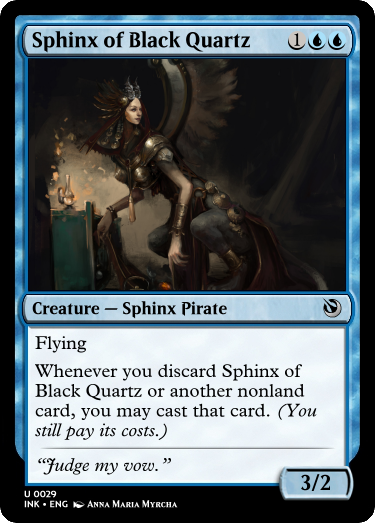 Sphinx of Black Quartz 1
Creature — Sphinx Pirate
Flying
Whenever you discard Sphinx of
Black Quartz or another nonland
card, you may cast that card. (You
still pay its costs.)
“Judge my vow.”
3/2
U 0029
INK • ENG Anna Maria Myrcha